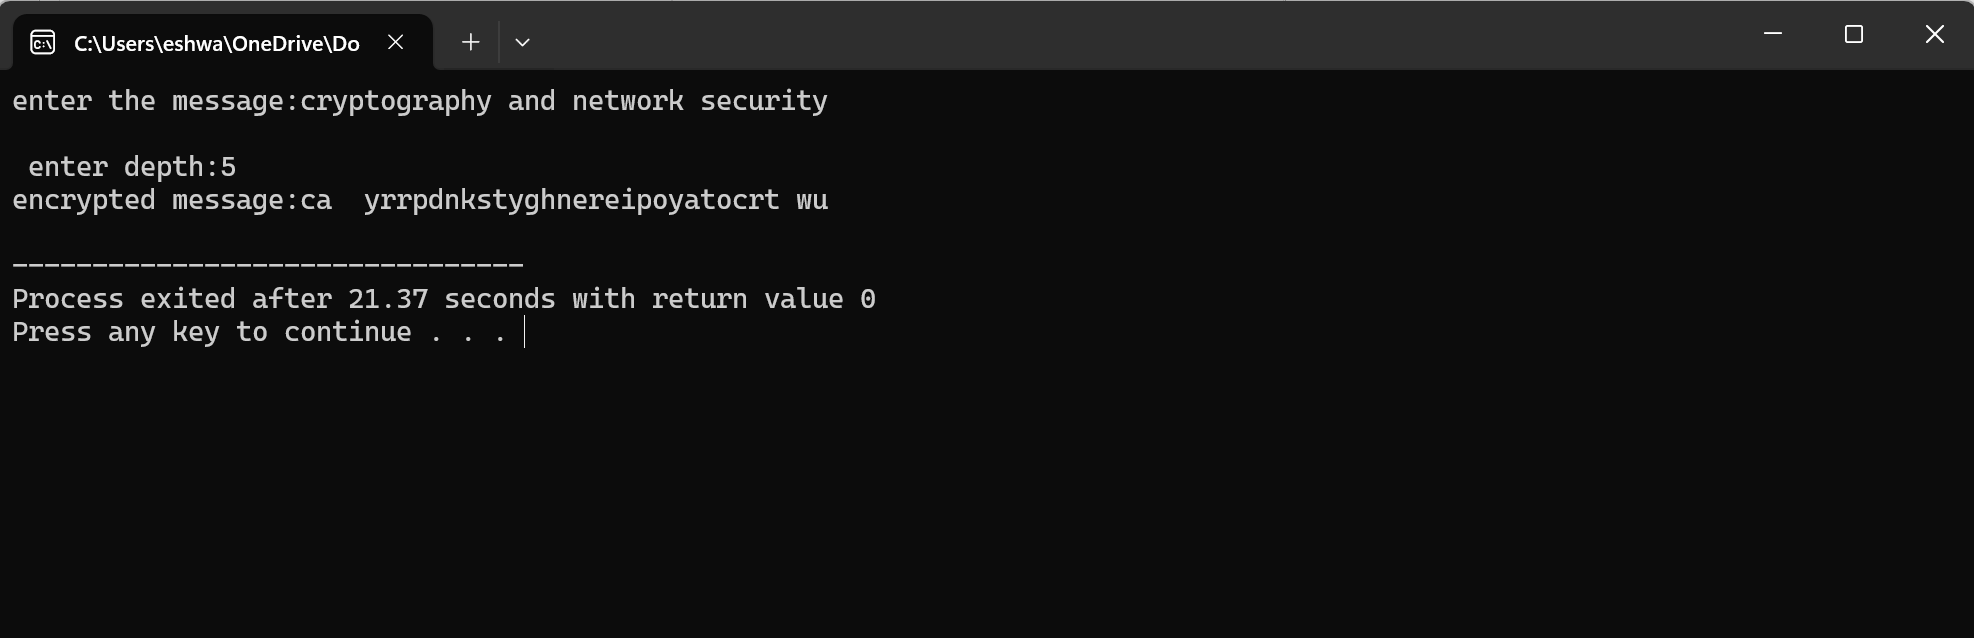 C:\Users\eshwa\OneDrive\Do
enter the message:cryptography and network security
 enter depth:5
encrypted message:ca  yrrpdnkstyghnereipoyatocrt wu
--------------------------------
Process exited after 21.37 seconds with return value 0
Press any key to continue . . .